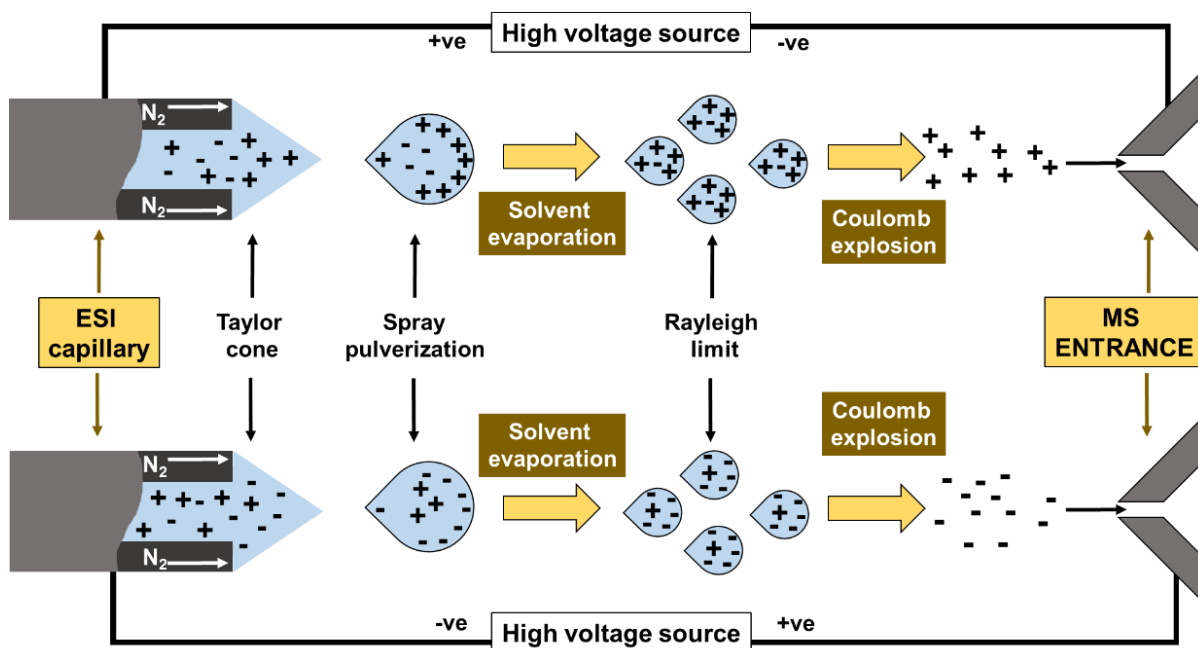 High voltage source
+ve
-ve
N₂
N₂
Solvent
evaporation
Coulomb
explosion
ESI
capillary
Taylor
cone
Spray
pulverization
Rayleigh
limit
MS
ENTRANCE
Solvent
evaporation
Coulomb
explosion
N₂
N₂
-ve
+ve
High voltage source